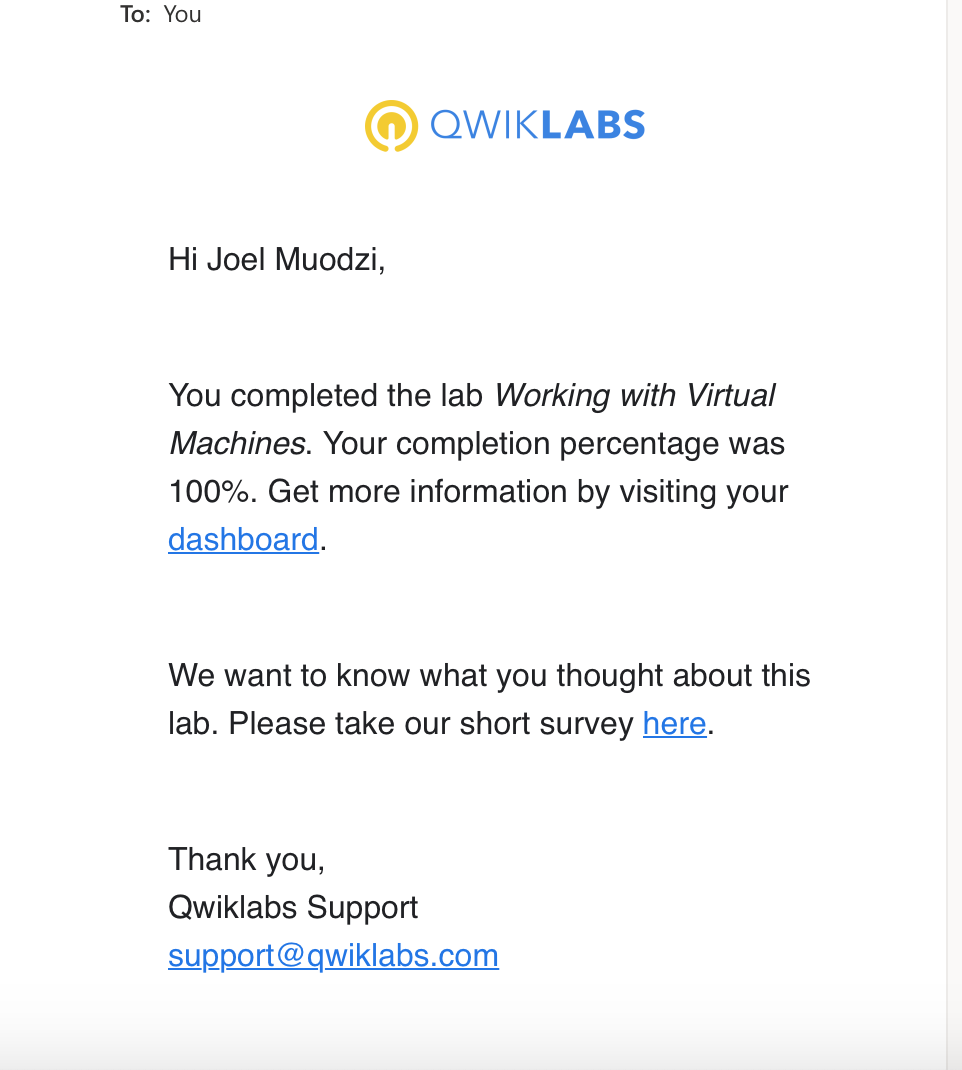 To: You
QWIKLABS
Hi Joel Muodzi,
You completed the lab Working with Virtual
Machines. Your completion percentage was
100%. Get more information by visiting your
dashboard.
We want to know what you thought about this
lab. Please take our short survey here.
Thank you,
Qwiklabs Support
support@qwiklabs.com